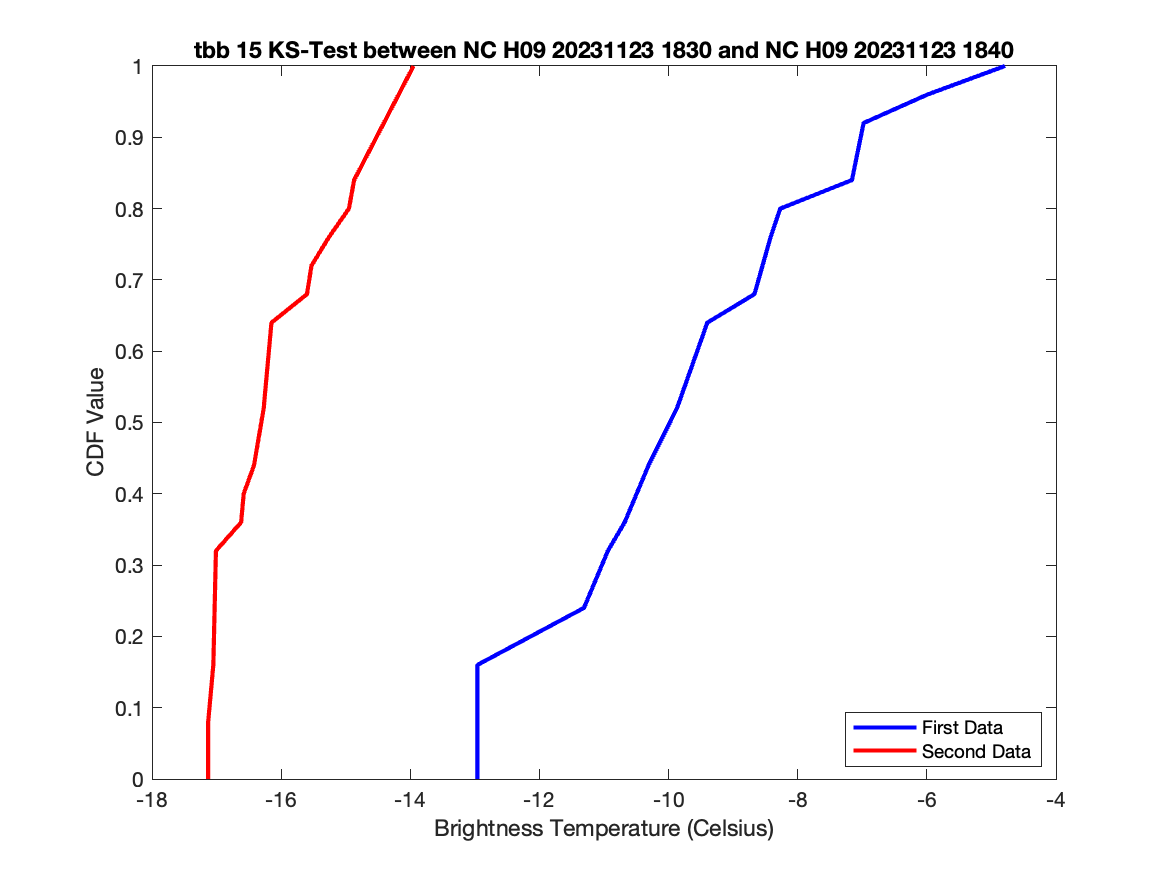 tbb 15 KS-Test between NC H09 20231123 1830 and NC H09 20231123 1840
1
0.9
0.8
0.7
0.6
0.5
0.4
0.3
0.2
0.1
0
CDF Value
First Data
Second Data
-18 -16 -14 -12 -10 -8 -6 -4
Brightness Temperature (Celsius)